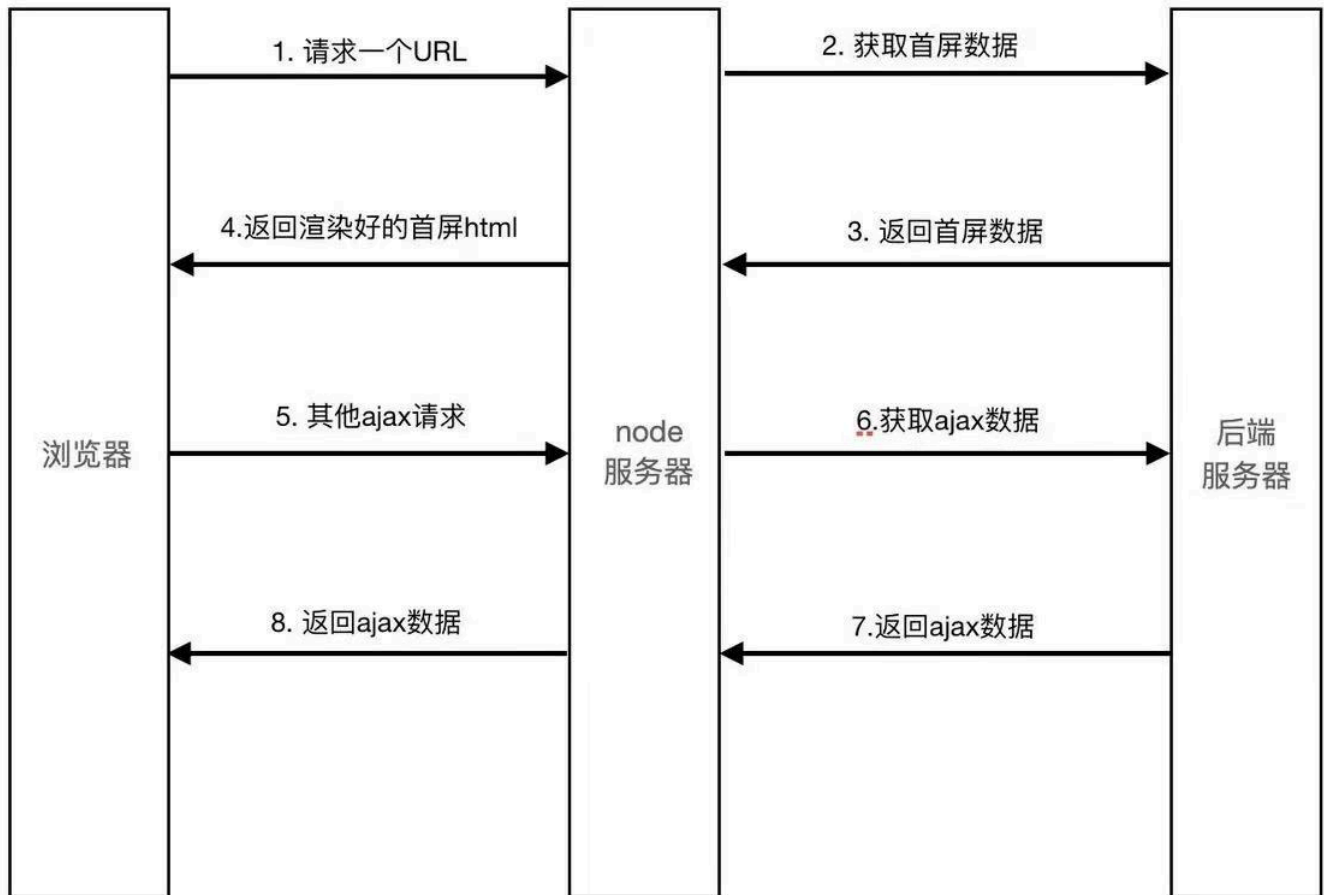 1. 请求一个URL
2. 获取首屏数据
4.返回渲染好的首屏html
3. 返回首屏数据
5. 其他ajax请求
6.获取ajax数据
浏览器
node
服务器
后端
服务器
8. 返回ajax数据
7.返回ajax数据